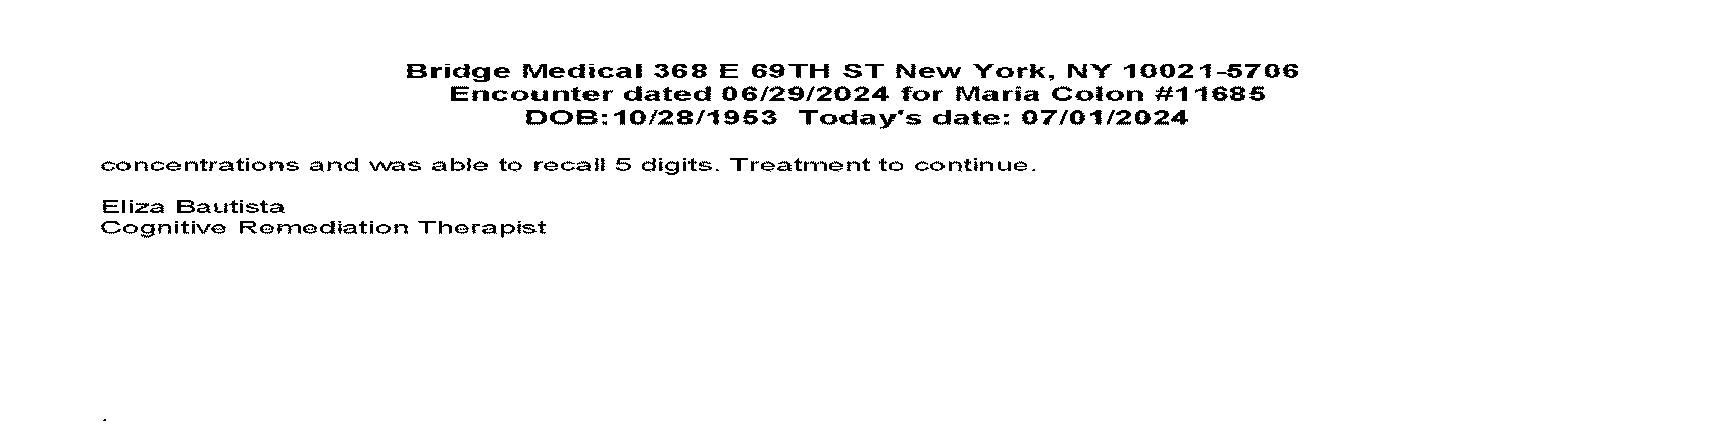 Bridge Medical 368 E 69TH ST New York, NY 10021-5706
Encounter dated 06/29/2024 for Maria Colon #11685
DOB:10/28/1953 Today's date: 07/01/2024
concentrations and was able to recall 5 digits. Treatment to continue.
Eliza Bautista
Cognitive Remediation Therapist